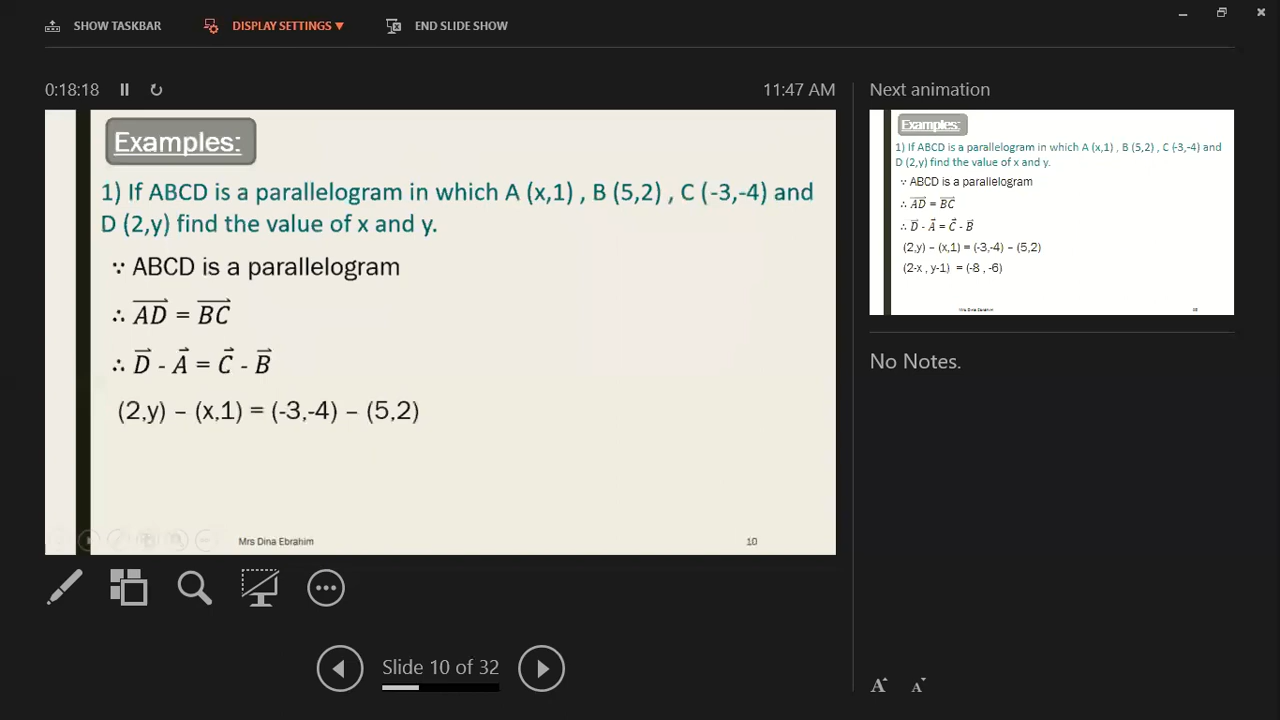 SHOW TASKBAR DISPLAY SETTINGS ▼ END SLIDE SHOW
0:18:18 11:47 AM
Examples:
1) If ABCD is a parallelogram in which A (x,1) , B (5,2) , C (-3,-4) and
D (2,y) find the value of x and y.
∵ ABCD is a parallelogram
∴ \overrightarrow{AD} = \overrightarrow{BC}
∴ \vec{D} - \vec{A} = \vec{C} - \vec{B}
(2,y) – (x,1) = (-3,-4) – (5,2)
Mrs Dina Ebrahim 10
Slide 10 of 32
Next animation
Examples:
1) If ABCD is a parallelogram in which A (x,1) , B (5,2) , C (-3,-4) and
D (2,y) find the value of x and y.
∵ ABCD is a parallelogram
∴ \overrightarrow{AD} = \overrightarrow{BC}
∴ \vec{D} - \vec{A} = \vec{C} - \vec{B}
(2,y) – (x,1) = (-3,-4) – (5,2)
(2-x , y-1) = (-8 , -6)
Mrs Dina Ebrahim 10
No Notes.
A A